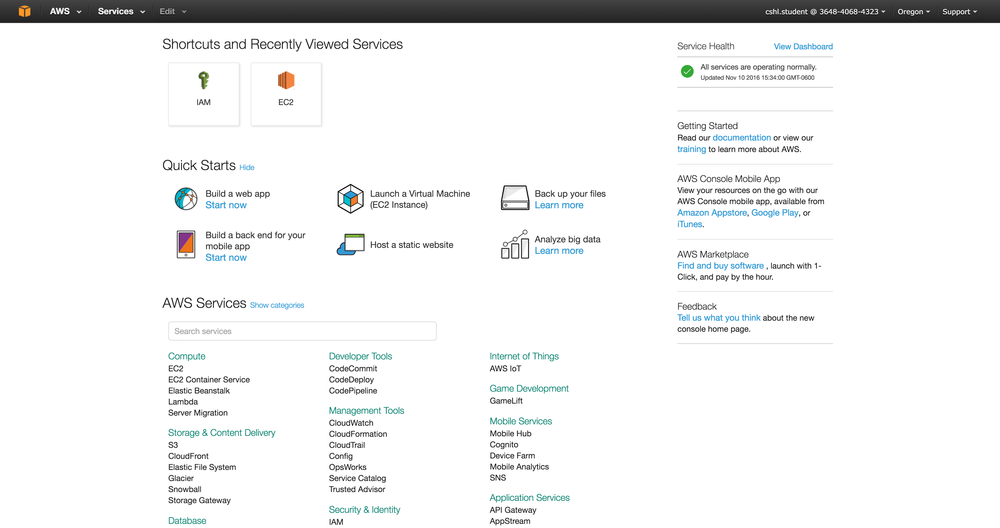 AWS
Services
Edit
cshl.student @ 3648-4068-4323
Oregon
Support
Shortcuts and Recently Viewed Services
IAM
EC2
Quick Starts Hide
Build a web app
Start now
Launch a Virtual Machine
(EC2 Instance)
Back up your files
Learn more
Build a back end for your
mobile app
Start now
Host a static website
Analyze big data
Learn more
AWS Services Show categories
Search services
Compute
EC2
EC2 Container Service
Elastic Beanstalk
Lambda
Server Migration
Storage & Content Delivery
S3
CloudFront
Elastic File System
Glacier
Snowball
Storage Gateway
Database
Developer Tools
CodeCommit
CodeDeploy
CodePipeline
Management Tools
CloudWatch
CloudFormation
CloudTrail
Config
OpsWorks
Service Catalog
Trusted Advisor
Security & Identity
IAM
Internet of Things
AWS IoT
Game Development
GameLift
Mobile Services
Mobile Hub
Cognito
Device Farm
Mobile Analytics
SNS
Application Services
API Gateway
AppStream
Service Health View Dashboard
All services are operating normally.
Updated Nov 10 2016 15:34:00 GMT-0600
Getting Started
Read our documentation or view our
training to learn more about AWS.
AWS Console Mobile App
View your resources on the go with our
AWS Console mobile app, available from
Amazon Appstore, Google Play, or
iTunes.
AWS Marketplace
Find and buy software , launch with 1-
Click, and pay by the hour.
Feedback
Tell us what you think about the new
console home page.